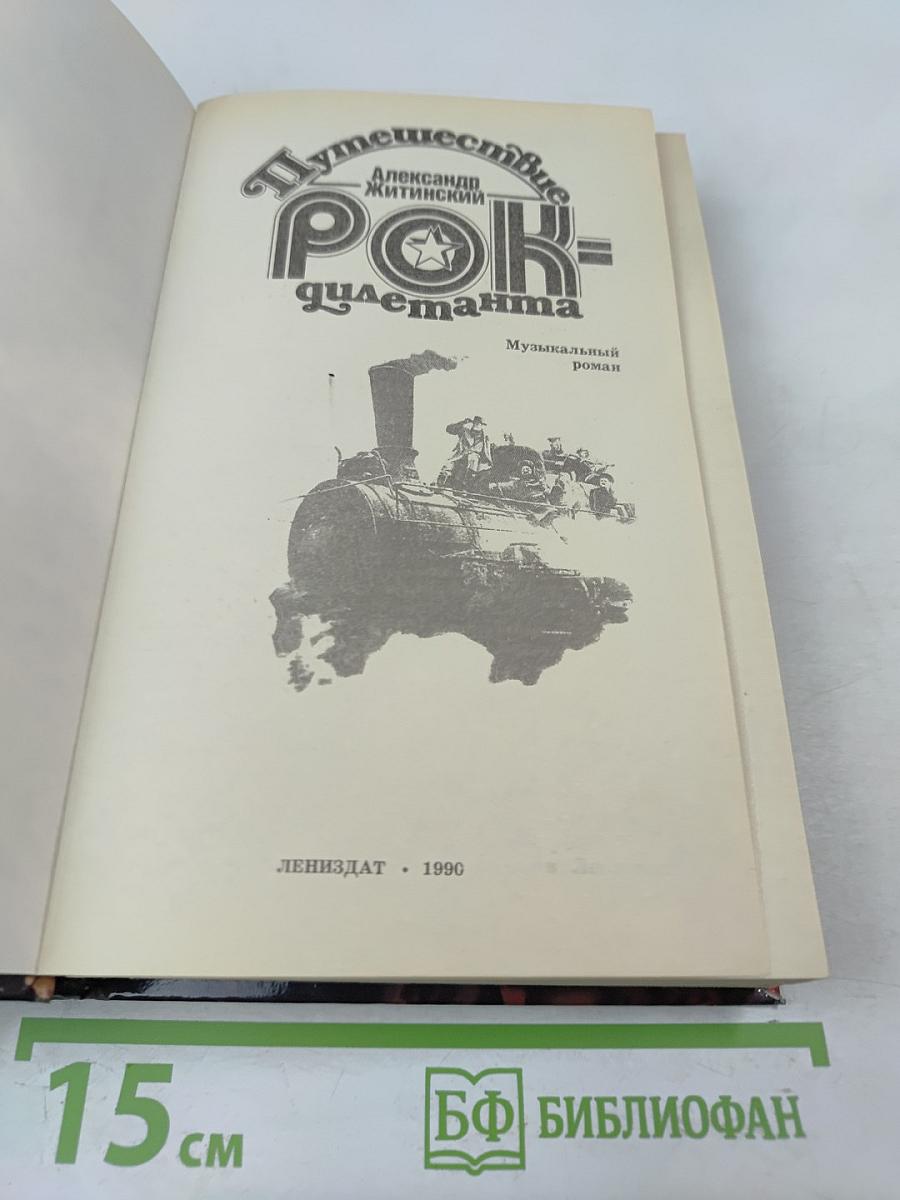 Путешествие
Александр
Житинский
РОК-
дилетанта
Музыкальный
роман
ЛЕНИЗДАТ • 1990
15 см
БФ БИБЛИОФАН